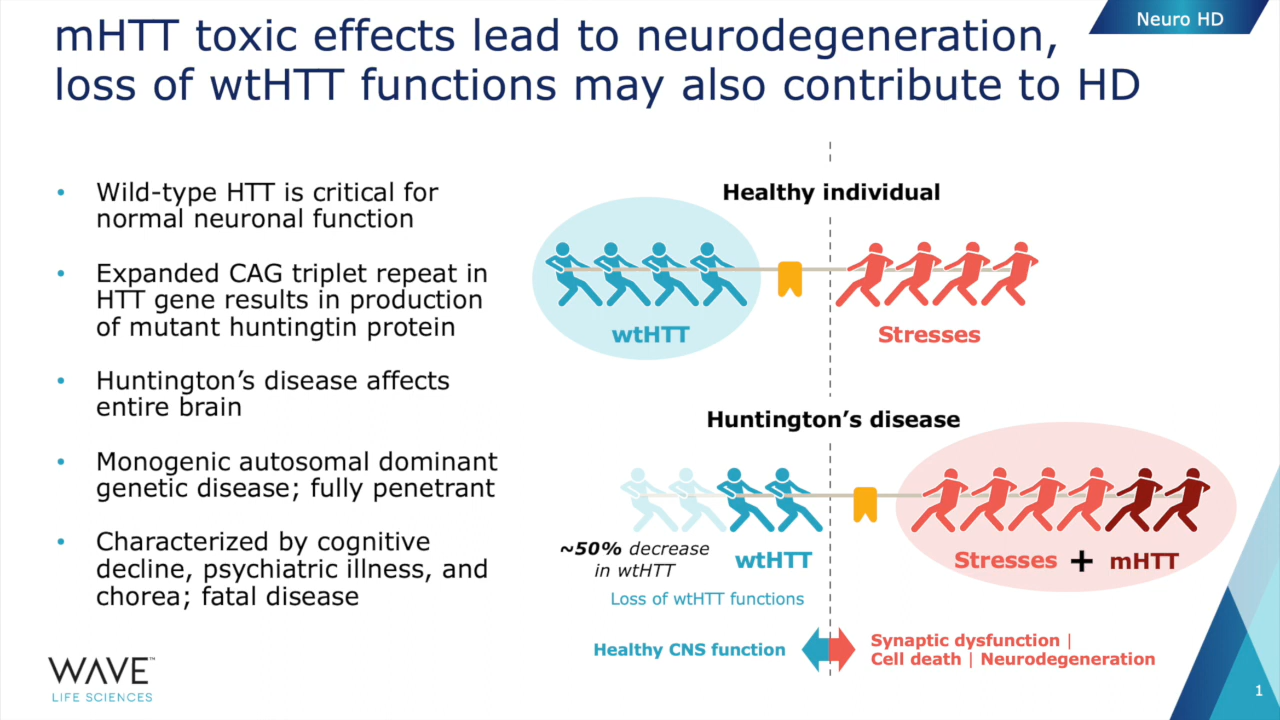 Neuro HD
mHTT toxic effects lead to neurodegeneration,
loss of wtHTT functions may also contribute to HD
• Wild-type HTT is critical for
normal neuronal function
• Expanded CAG triplet repeat in
HTT gene results in production
of mutant huntingtin protein
• Huntington’s disease affects
entire brain
• Monogenic autosomal dominant
genetic disease; fully penetrant
• Characterized by cognitive
decline, psychiatric illness, and
chorea; fatal disease
Healthy individual
wtHTT
Stresses
Huntington’s disease
~50% decrease
in wtHTT
wtHTT
Stresses + mHTT
Loss of wtHTT functions
Healthy CNS function
Synaptic dysfunction |
Cell death | Neurodegeneration
WAVE™
LIFE SCIENCES
1